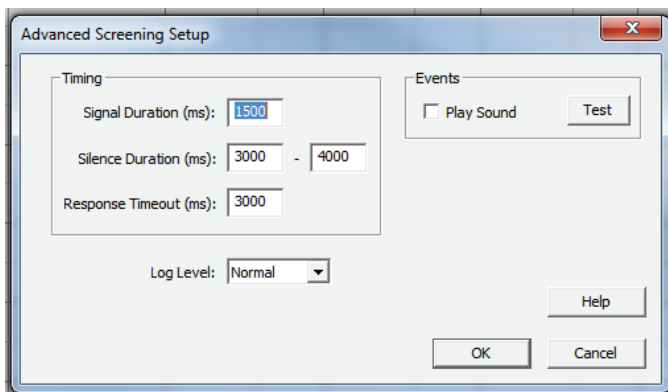 Advanced Screening Setup
Timing
Signal Duration (ms): 1500
Silence Duration (ms): 3000 - 4000
Response Timeout (ms): 3000
Log Level: Normal
Events
Play Sound
Test
Help
OK
Cancel